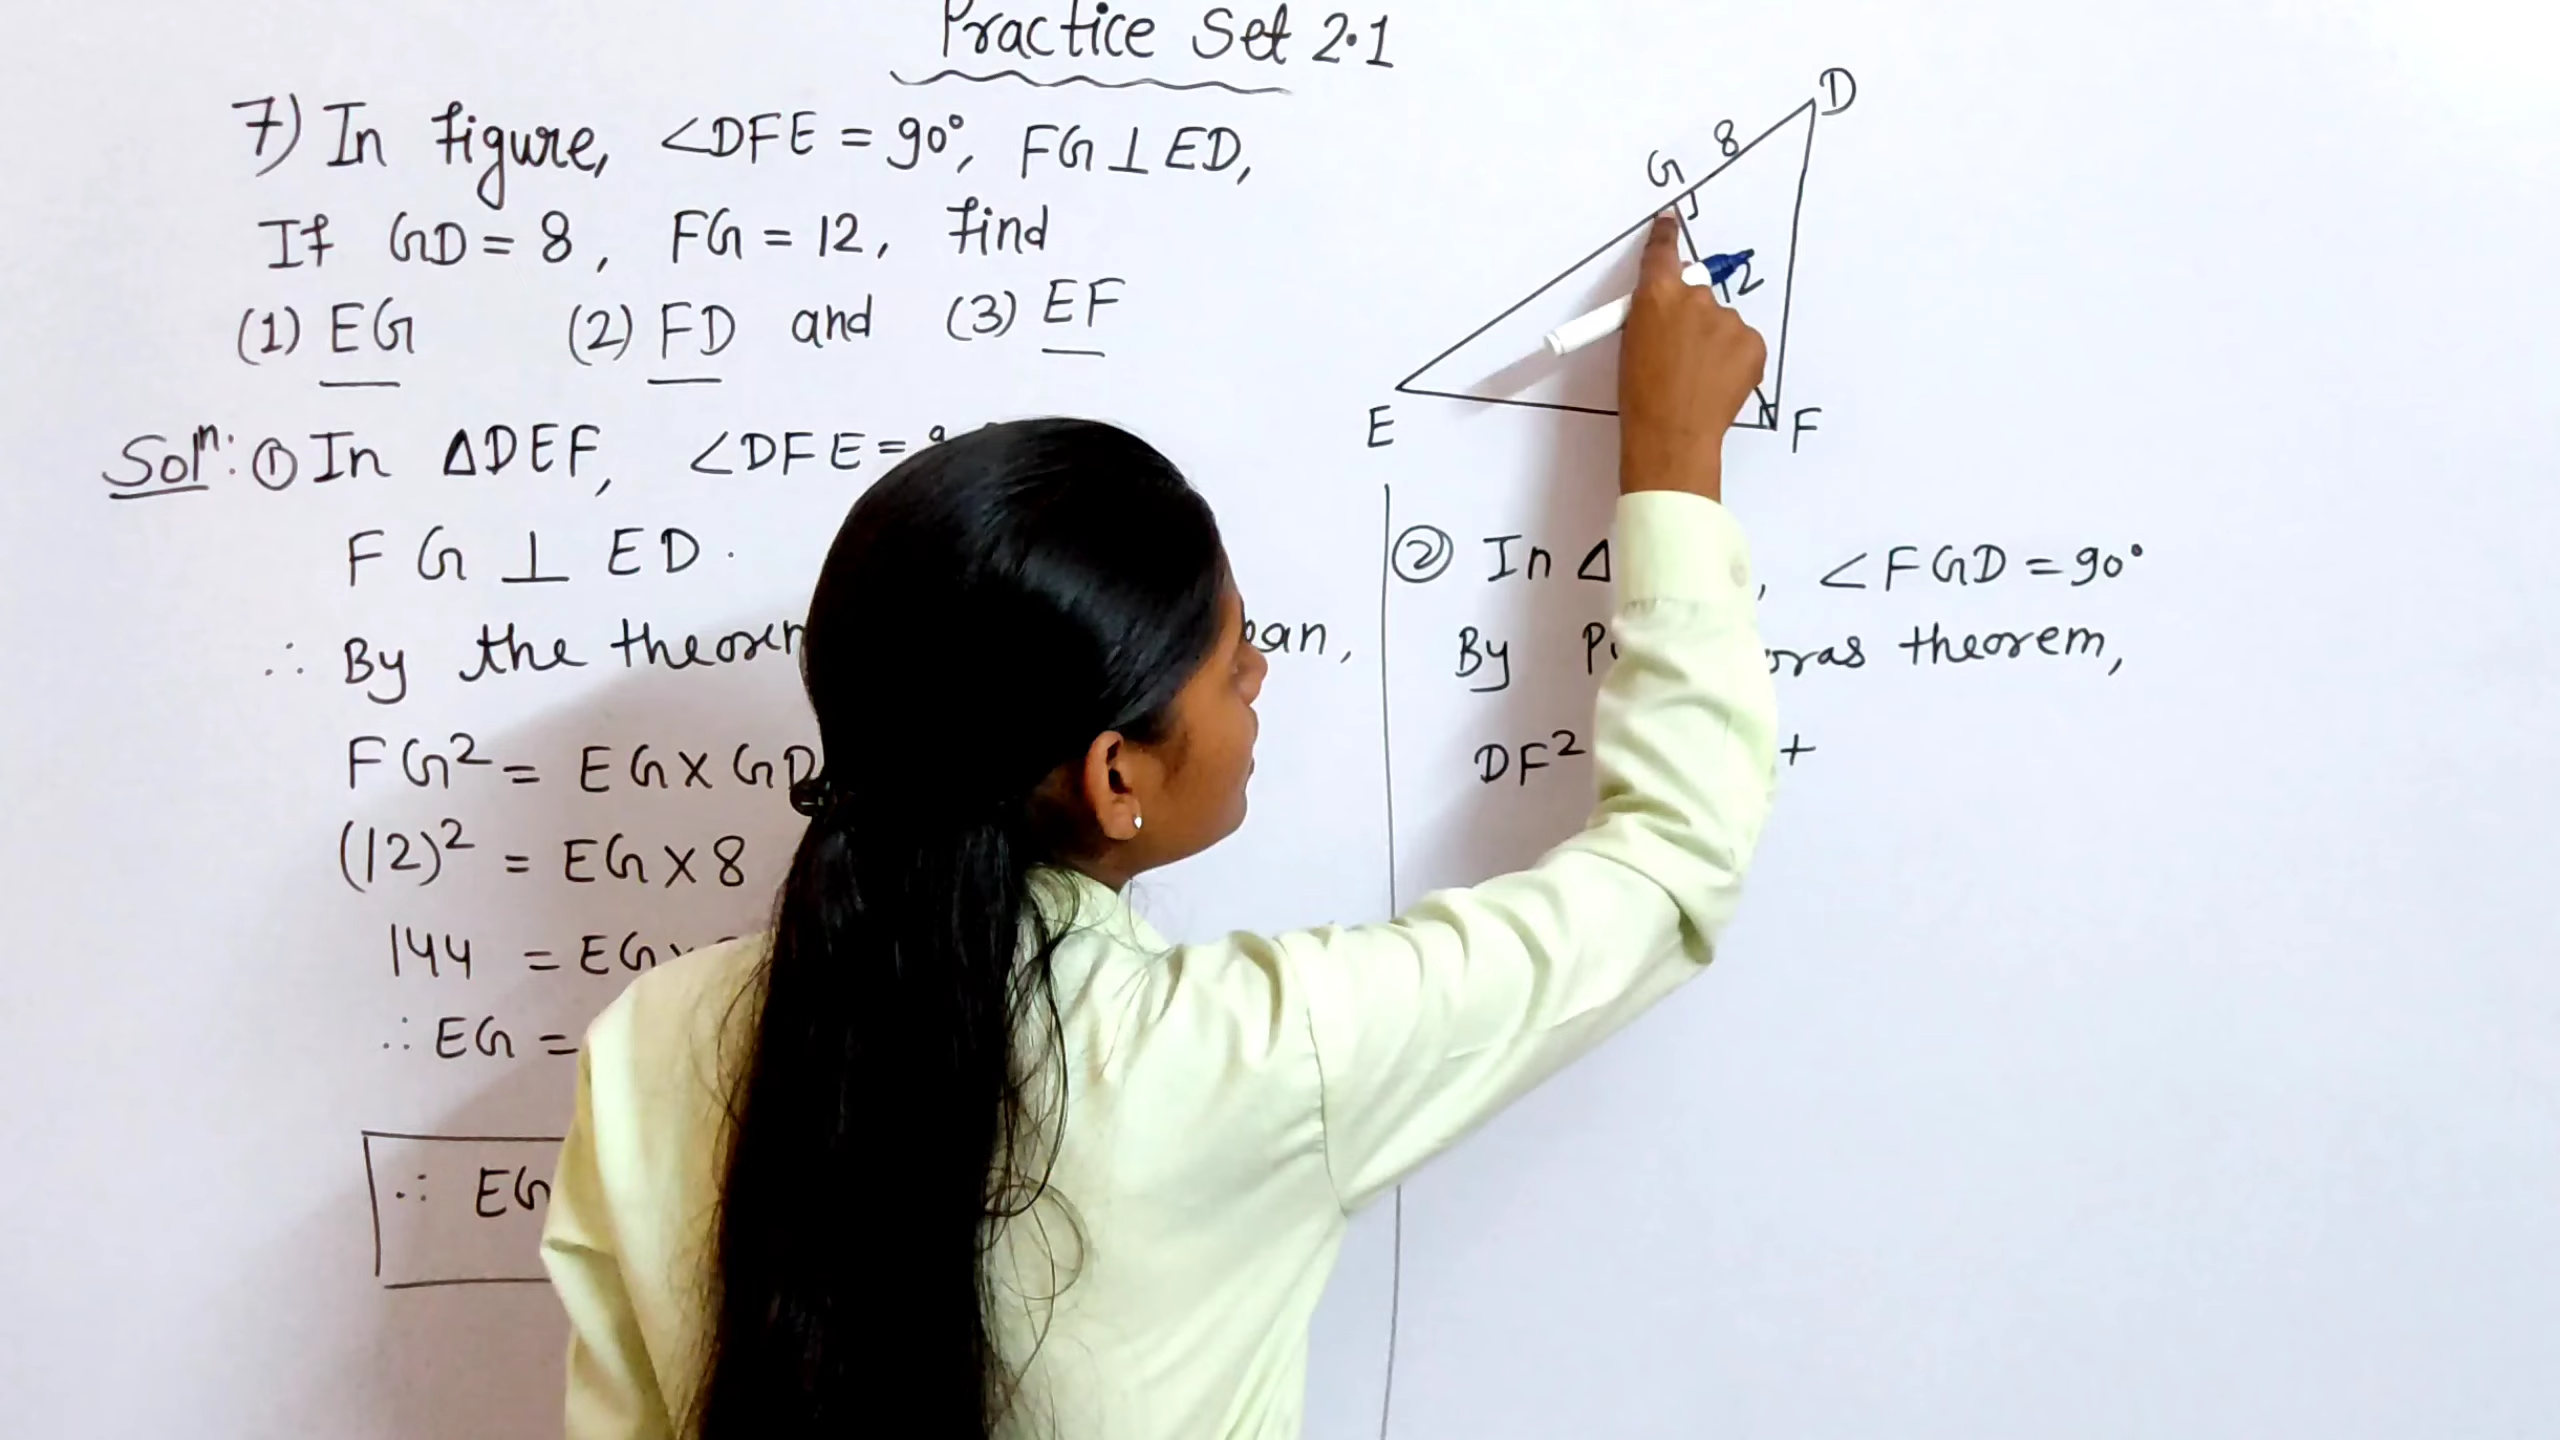 Practice Set 2.1
7) In figure, ∠DFE = 90°, FG ⊥ ED,
If GD = 8, FG = 12, find
(1) EG (2) FD and (3) EF
Solⁿ: ① In ΔDEF, ∠DFE =
FG ⊥ ED.
∴ By the
FG² = EG × GD
(12)² = EG × 8
144 = EG
∴ EG =
∴ EG
D
8
G
12
E
F
② In Δ , ∠FGD = 90°
By theorem,
DF² +